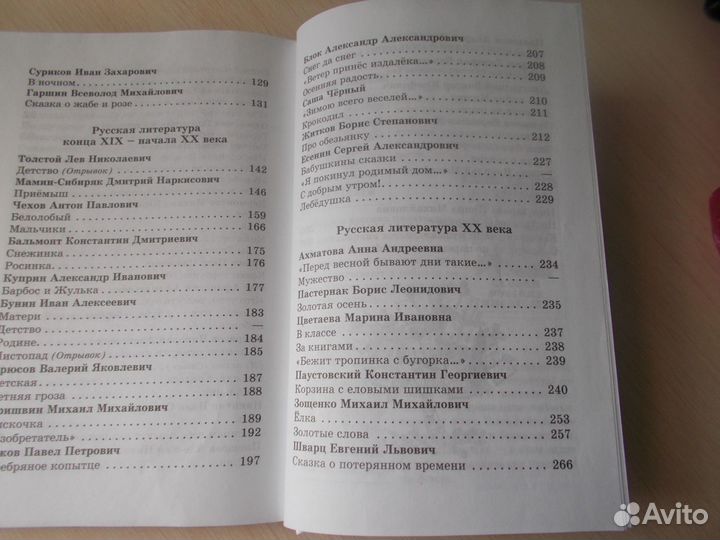 Суриков Иван Захарович
В ночном 129
Гаршин Всеволод Михайлович
Сказка о жабе и розе 131
Русская литература
конца XIX – начала XX века
Толстой Лев Николаевич
Детство (Отрывок) 142
Мамин-Сибиряк Дмитрий Наркисович
Приёмыш 146
Чехов Антон Павлович
Белолобый 159
Мальчики 166
Бальмонт Константин Дмитриевич
Снежинка 175
Росинка 176
Куприн Александр Иванович
Барбос и Жулька 177
Бунин Иван Алексеевич
Матери 183
Детство —
Родине 184
Листопад (Отрывок) 185
рюсов Валерий Яковлевич
етская 187
етняя гроза 188
ришвин Михаил Михайлович
искочка 189
зобретатель» 192
ков Павел Петрович
ебряное копытце 197
Блок Александр Александрович
Снег да снег 207
«Ветер принёс издалёка...» 208
Осенняя радость 209
Саша Чёрный
«Зимою всего веселей...» 210
Крокодил 211
Житков Борис Степанович
Про обезьянку 212
Есенин Сергей Александрович
Бабушкины сказки 227
«Я покинул родимый дом...» —
С добрым утром! 228
Лебёдушка 229
Русская литература XX века
Ахматова Анна Андреевна
«Перед весной бывают дни такие...» 234
Мужество —
Пастернак Борис Леонидович
Золотая осень 235
Цветаева Марина Ивановна
В классе 237
За книгами 238
«Бежит тропинка с бугорка...» 239
Паустовский Константин Георгиевич
Корзина с еловыми шишками 240
Зощенко Михаил Михайлович
Ёлка 253
Золотые слова 257
Шварц Евгений Львович
Сказка о потерянном времени 266
Avito